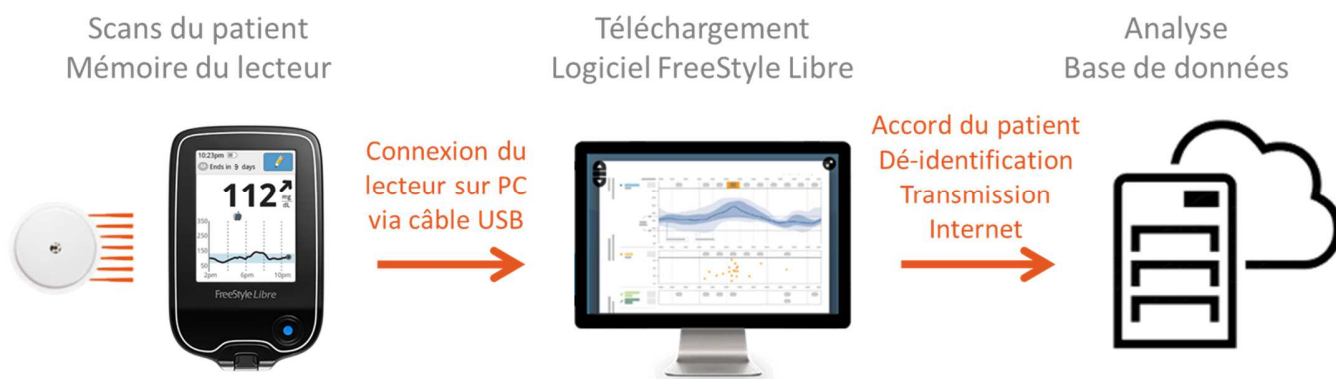 Scans du patient
Mémoire du lecteur
Téléchargement
Logiciel FreeStyle Libre
Analyse
Base de données
Connexion du
lecteur sur PC
via câble USB
Accord du patient
Dé-identification
Transmission
Internet
10:23pm
Ends in 9 days
112
mg
dL
350
250
150
50
2pm 6pm 10pm
FreeStyle Libre